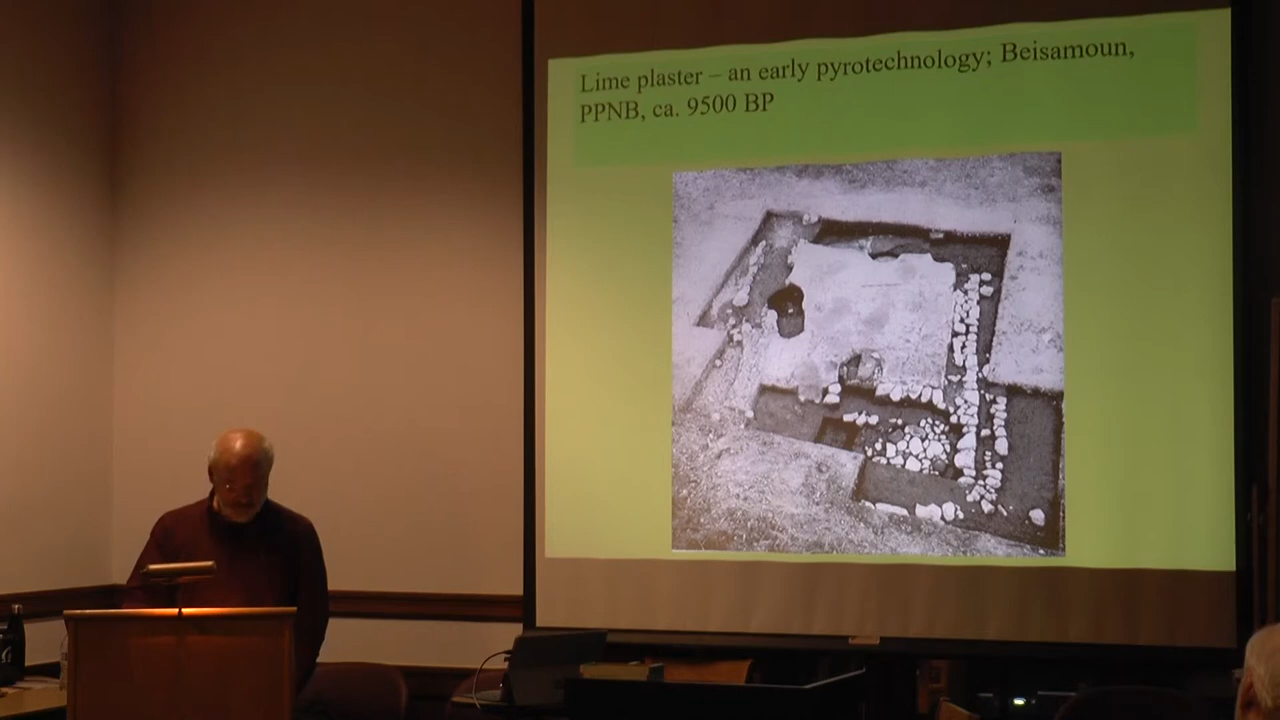 Lime plaster – an early pyrotechnology; Beisamoun,
PPNB, ca. 9500 BP